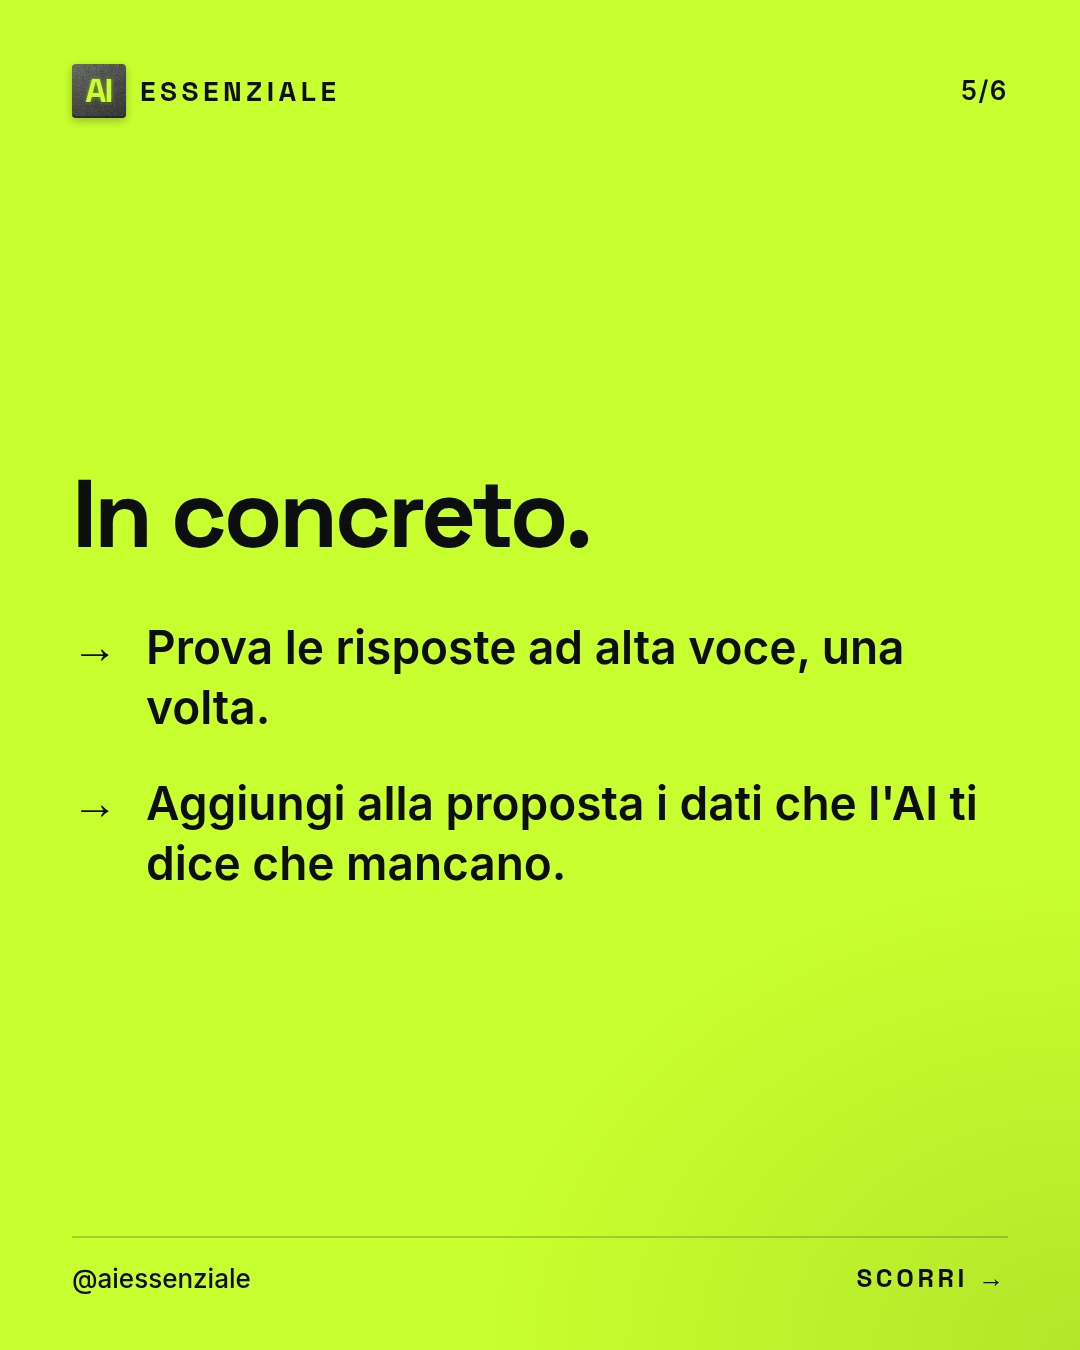 AI ESSENZIALE
5/6
In concreto.
→ Prova le risposte ad alta voce, una
volta.
→ Aggiungi alla proposta i dati che l'AI ti
dice che mancano.
@aiessenziale
SCORRI →